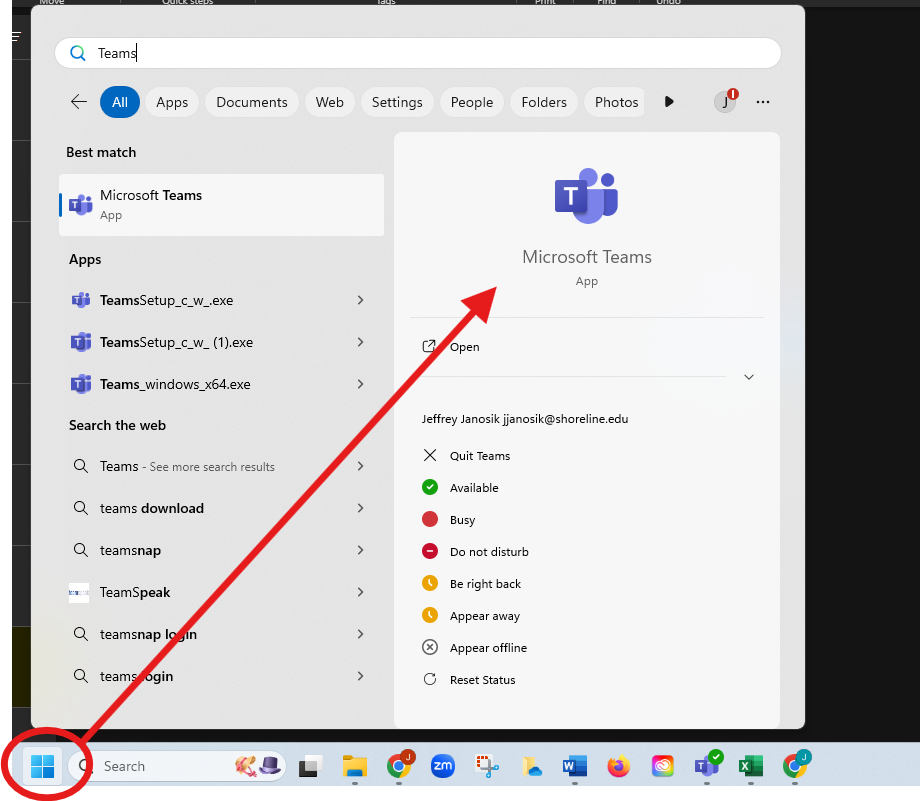 Move Quick steps Tags Print Find Undo
Teams
All Apps Documents Web Settings People Folders Photos J
Best match
Microsoft Teams
App
Apps
TeamsSetup_c_w_.exe
TeamsSetup_c_w_ (1).exe
Teams_windows_x64.exe
Search the web
Teams - See more search results
teams download
teamsnap
TeamSpeak
teamsnap login
teams login
T
Microsoft Teams
App
Open
Jeffrey Janosik jjanosik@shoreline.edu
Quit Teams
Available
Busy
Do not disturb
Be right back
Appear away
Appear offline
Reset Status
Search
J zm W T X J